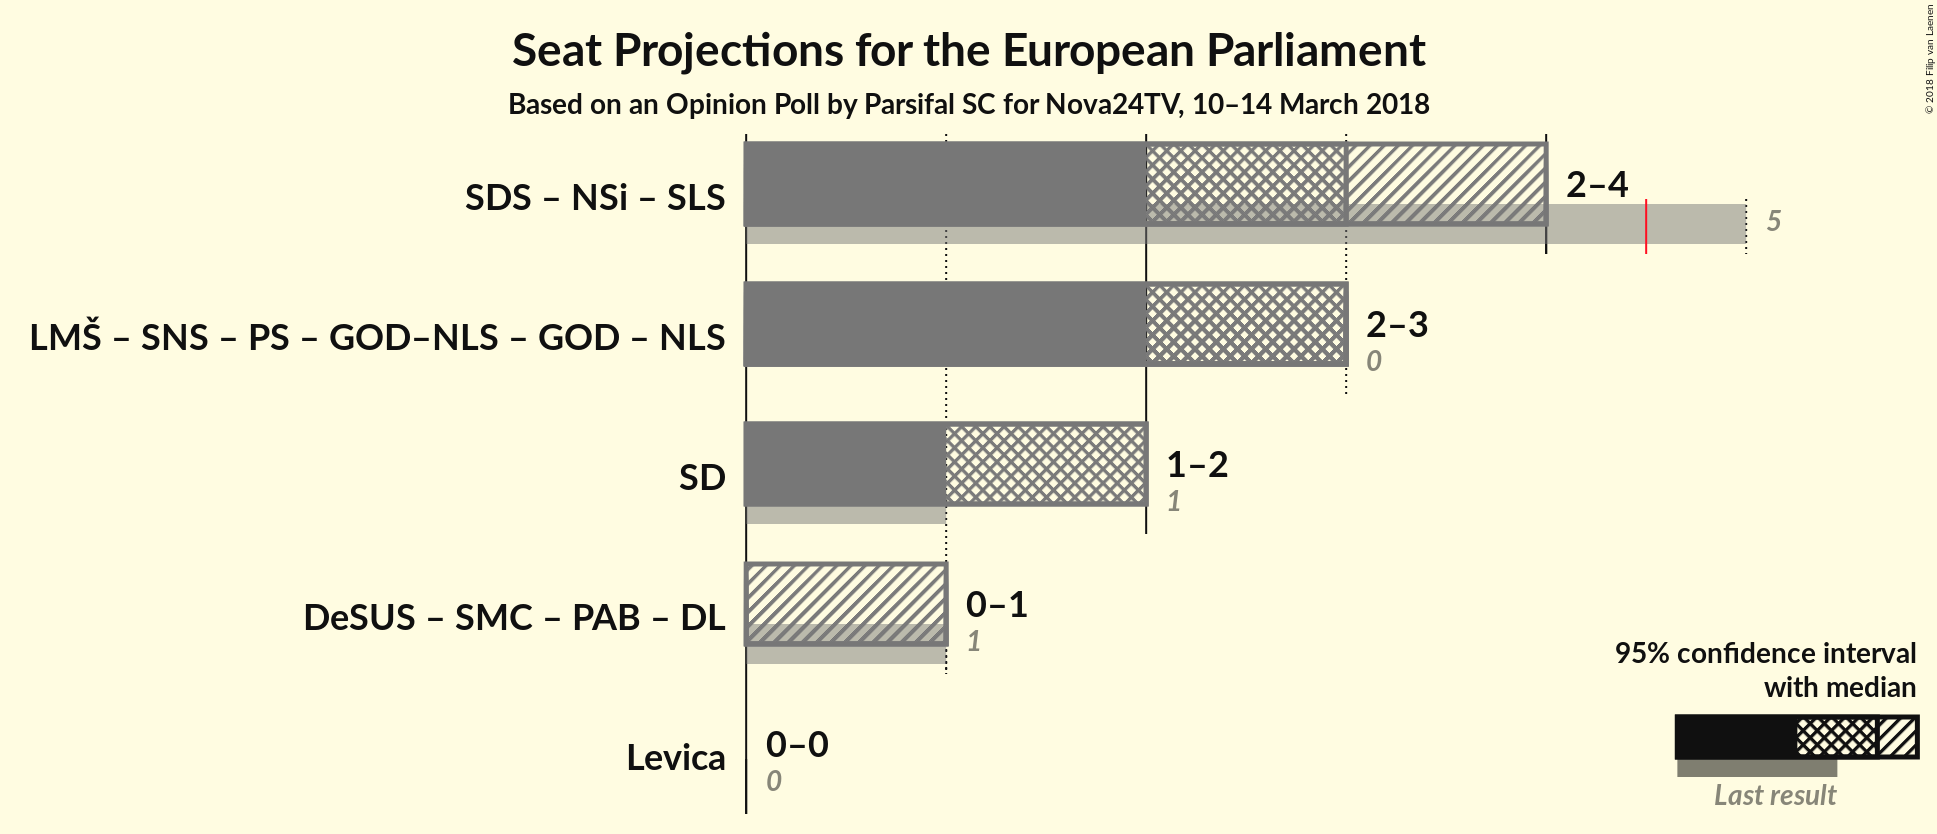 Seat Projections for the European Parliament
Based on an Opinion Poll by Parsifal SC for Nova24TV, 10–14 March 2018
© 2018 Filip van Laenen
SDS – NSi – SLS
2–4
5
LMŠ – SNS – PS – GOD–NLS – GOD – NLS
2–3
0
SD
1–2
1
DeSUS – SMC – PAB – DL
0–1
1
Levica
0–0
0
95% confidence interval
with median
Last result